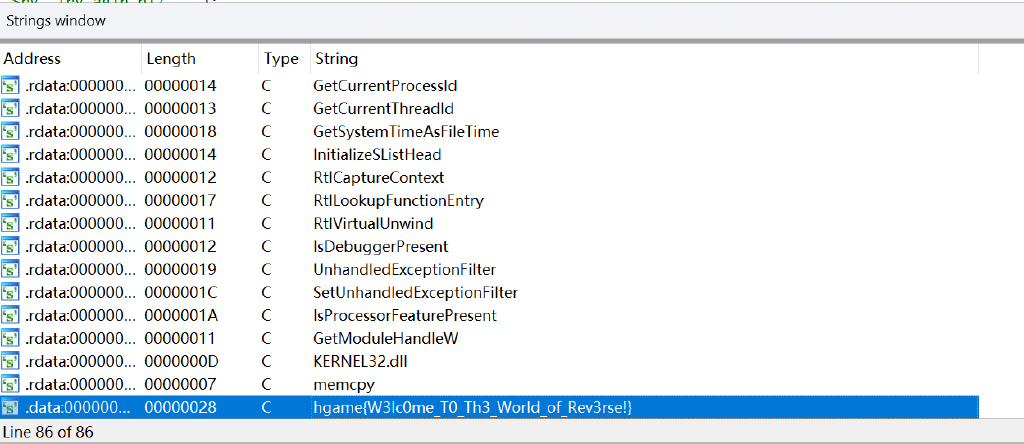 Strings window
Address Length Type String
.rdata:000000... 00000014 C GetCurrentProcessId
.rdata:000000... 00000013 C GetCurrentThreadId
.rdata:000000... 00000018 C GetSystemTimeAsFileTime
.rdata:000000... 00000014 C InitializeSListHead
.rdata:000000... 00000012 C RtlCaptureContext
.rdata:000000... 00000017 C RtlLookupFunctionEntry
.rdata:000000... 00000011 C RtlVirtualUnwind
.rdata:000000... 00000012 C IsDebuggerPresent
.rdata:000000... 00000019 C UnhandledExceptionFilter
.rdata:000000... 0000001C C SetUnhandledExceptionFilter
.rdata:000000... 0000001A C IsProcessorFeaturePresent
.rdata:000000... 00000011 C GetModuleHandleW
.rdata:000000... 0000000D C KERNEL32.dll
.rdata:000000... 00000007 C memcpy
.data:000000... 00000028 C hgame{W3lc0me_T0_Th3_World_of_Rev3rse!}
Line 86 of 86